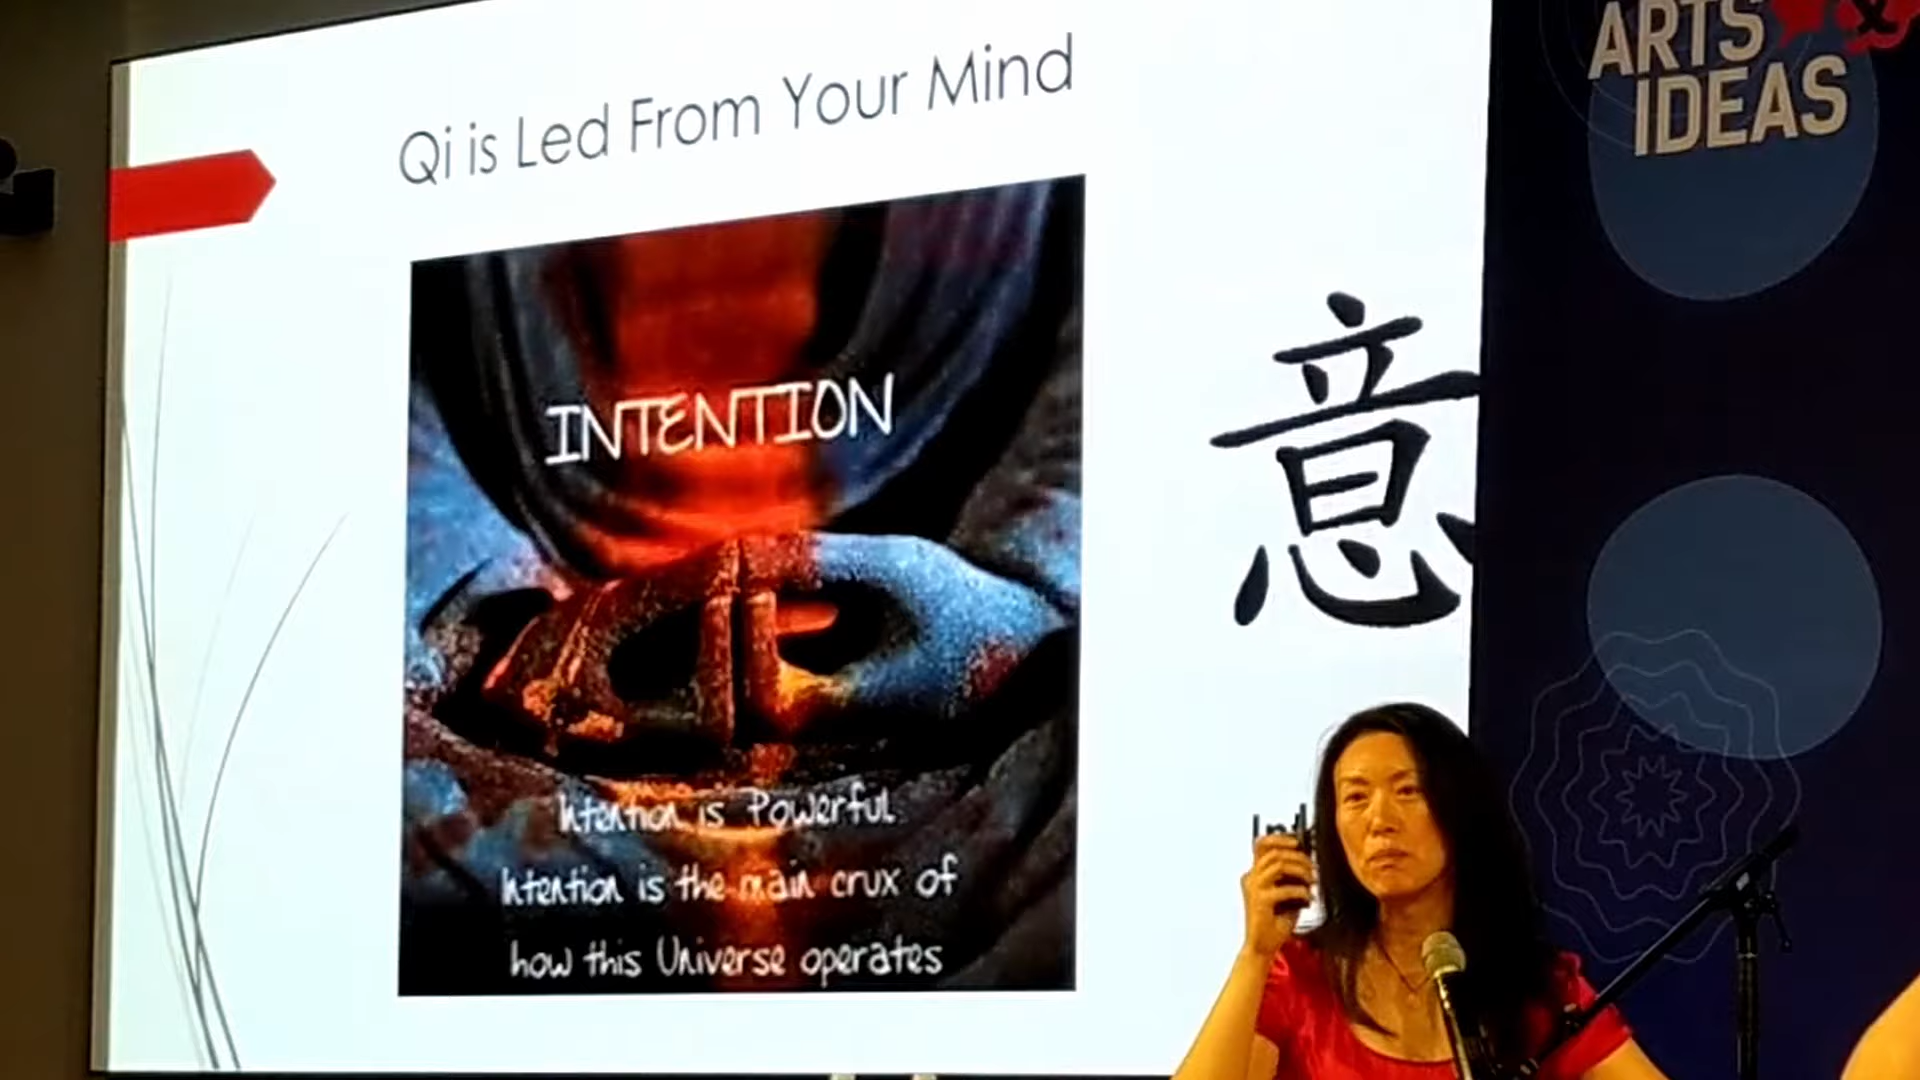 ARTS &
IDEAS
Qi is Led From Your Mind
INTENTION
意
Intention is Powerful
Intention is the main crux of
how this Universe operates